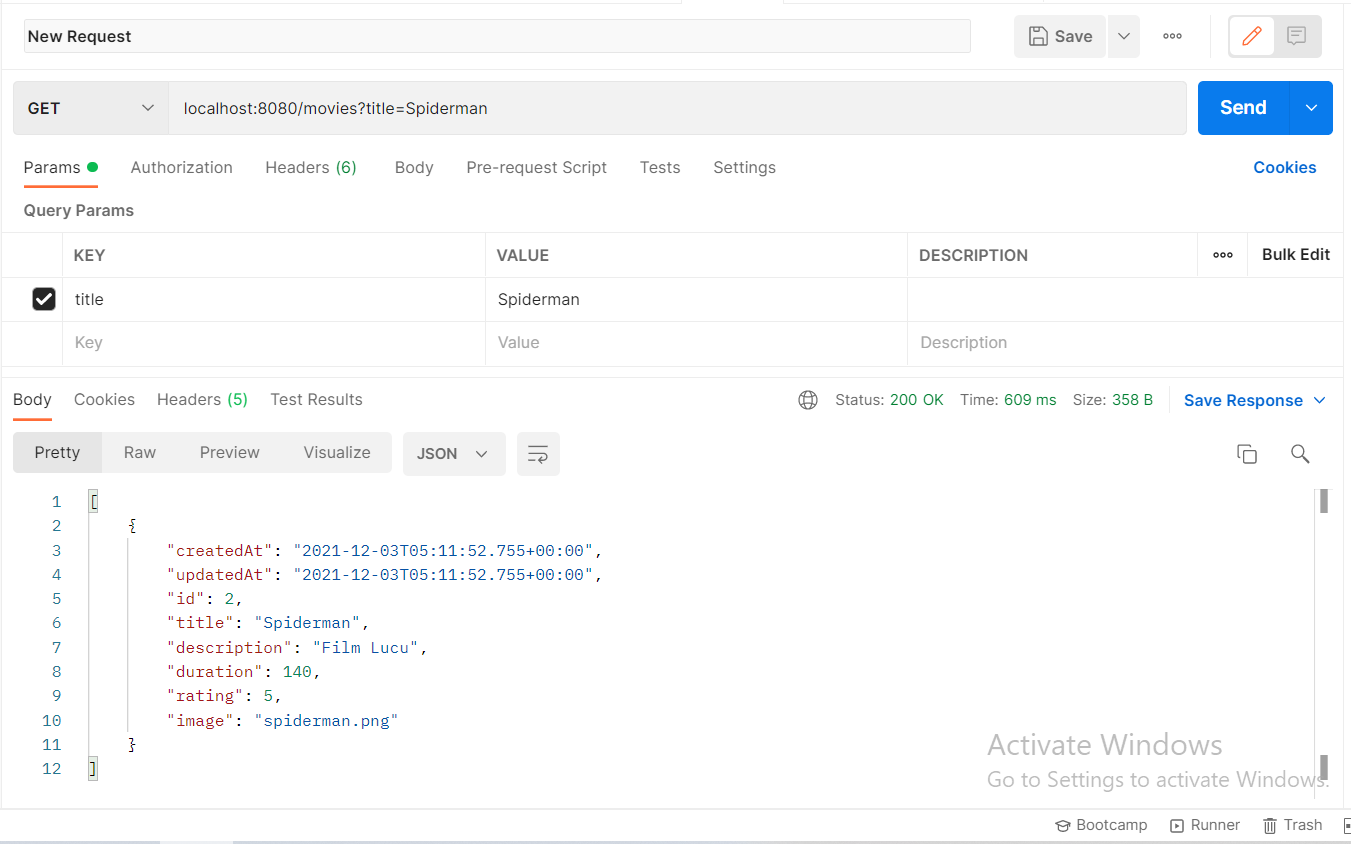 New Request
Save
GET localhost:8080/movies?title=Spiderman Send
Params Authorization Headers (6) Body Pre-request Script Tests Settings Cookies
Query Params
KEY VALUE DESCRIPTION Bulk Edit
title Spiderman
Key Value Description
Body Cookies Headers (5) Test Results Status: 200 OK Time: 609 ms Size: 358 B Save Response
Pretty Raw Preview Visualize JSON
1 [
2 {
3 "createdAt": "2021-12-03T05:11:52.755+00:00",
4 "updatedAt": "2021-12-03T05:11:52.755+00:00",
5 "id": 2,
6 "title": "Spiderman",
7 "description": "Film Lucu",
8 "duration": 140,
9 "rating": 5,
10 "image": "spiderman.png"
11 }
12 ]
Activate Windows
Go to Settings to activate Windows.
Bootcamp Runner Trash